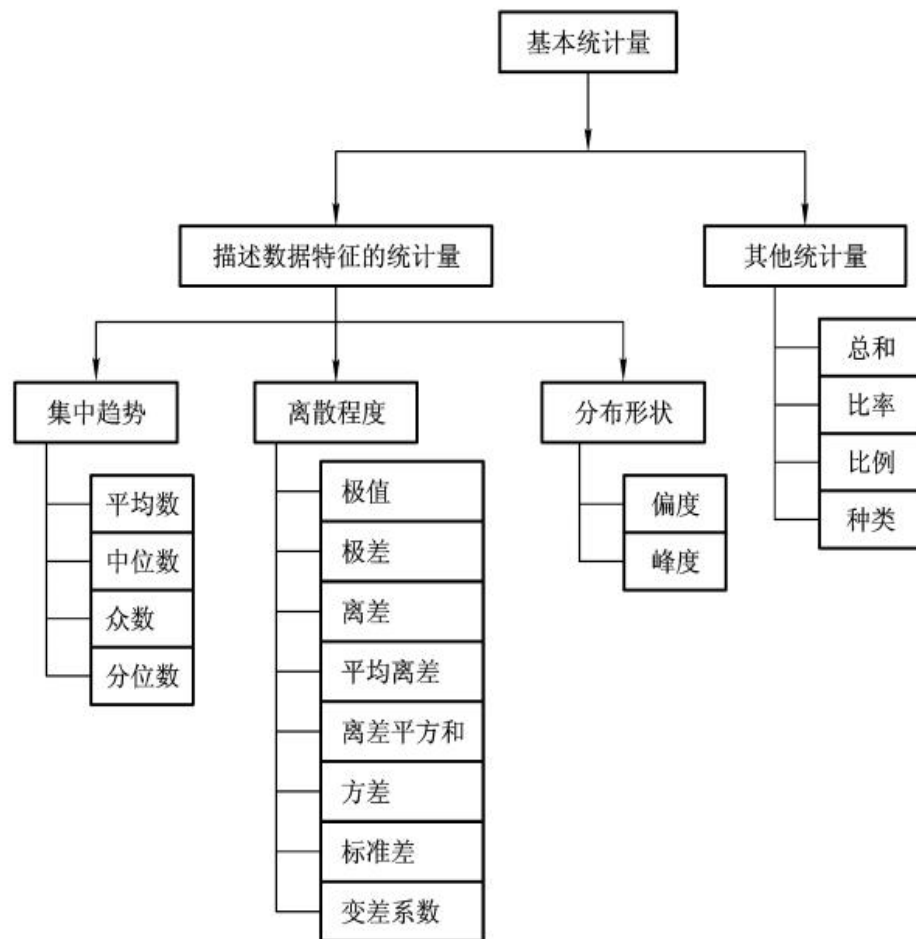 基本统计量
描述数据特征的统计量
其他统计量
集中趋势
平均数
中位数
众数
分位数
离散程度
极值
极差
离差
平均离差
离差平方和
方差
标准差
变差系数
分布形状
偏度
峰度
总和
比率
比例
种类